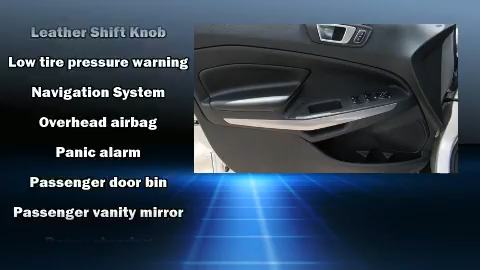 Leather Shift Knob
Low tire pressure warning
Navigation System
Overhead airbag
Panic alarm
Passenger door bin
Passenger vanity mirror